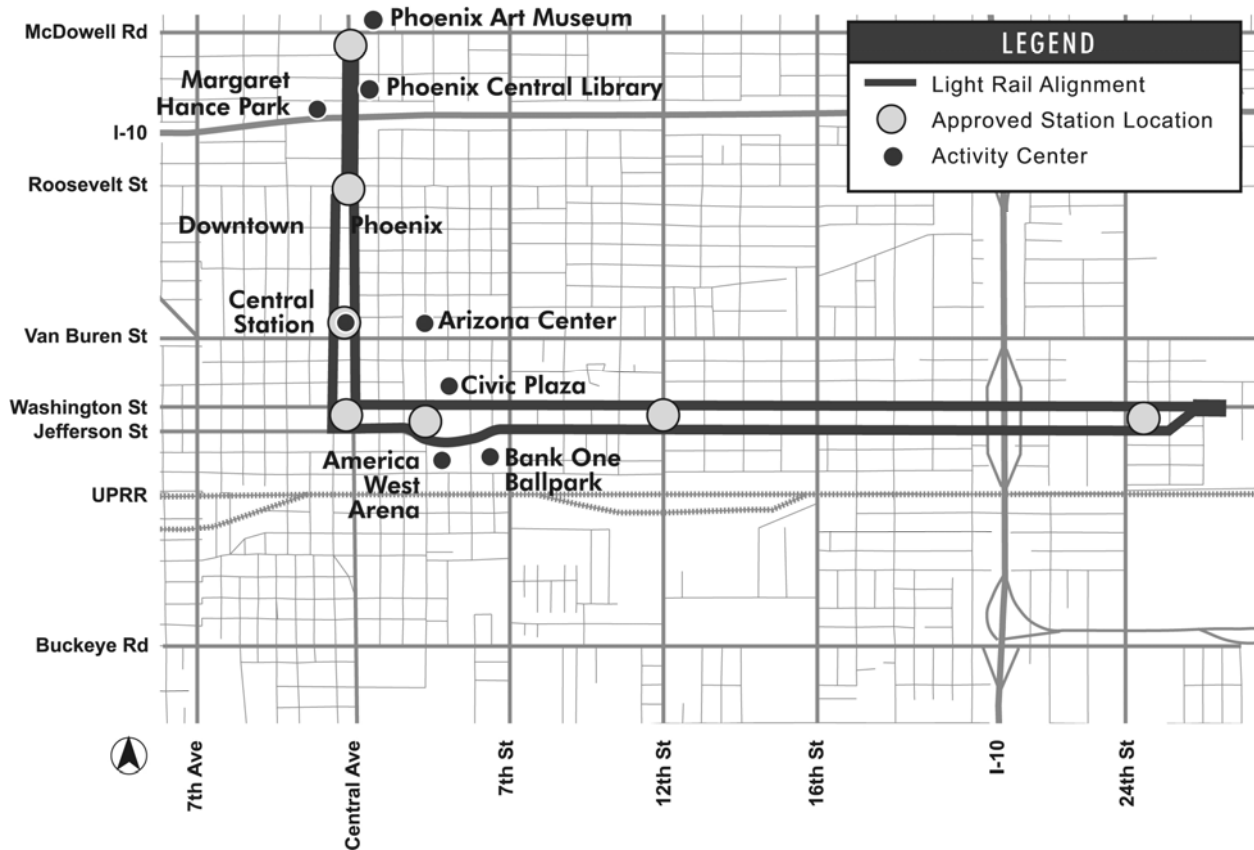 Phoenix Art Museum
McDowell Rd
LEGEND
Light Rail Alignment
Approved Station Location
Activity Center
Margaret
Hance Park
Phoenix Central Library
I-10
Roosevelt St
Downtown Phoenix
Central
Station
Arizona Center
Van Buren St
Civic Plaza
Washington St
Jefferson St
America
West
Arena
Bank One
Ballpark
UPRR
Buckeye Rd
7th Ave
Central Ave
7th St
12th St
16th St
I-10
24th St